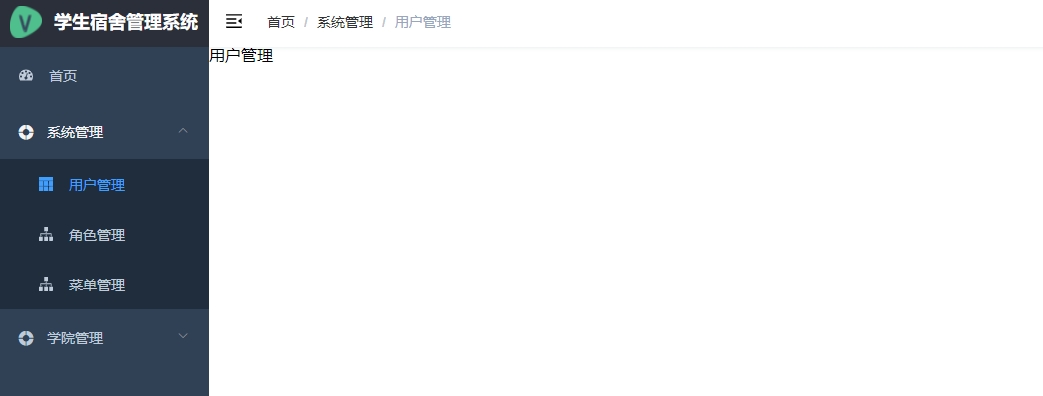 学生宿舍管理系统
首页 / 系统管理 / 用户管理
用户管理
首页
系统管理
用户管理
角色管理
菜单管理
学院管理